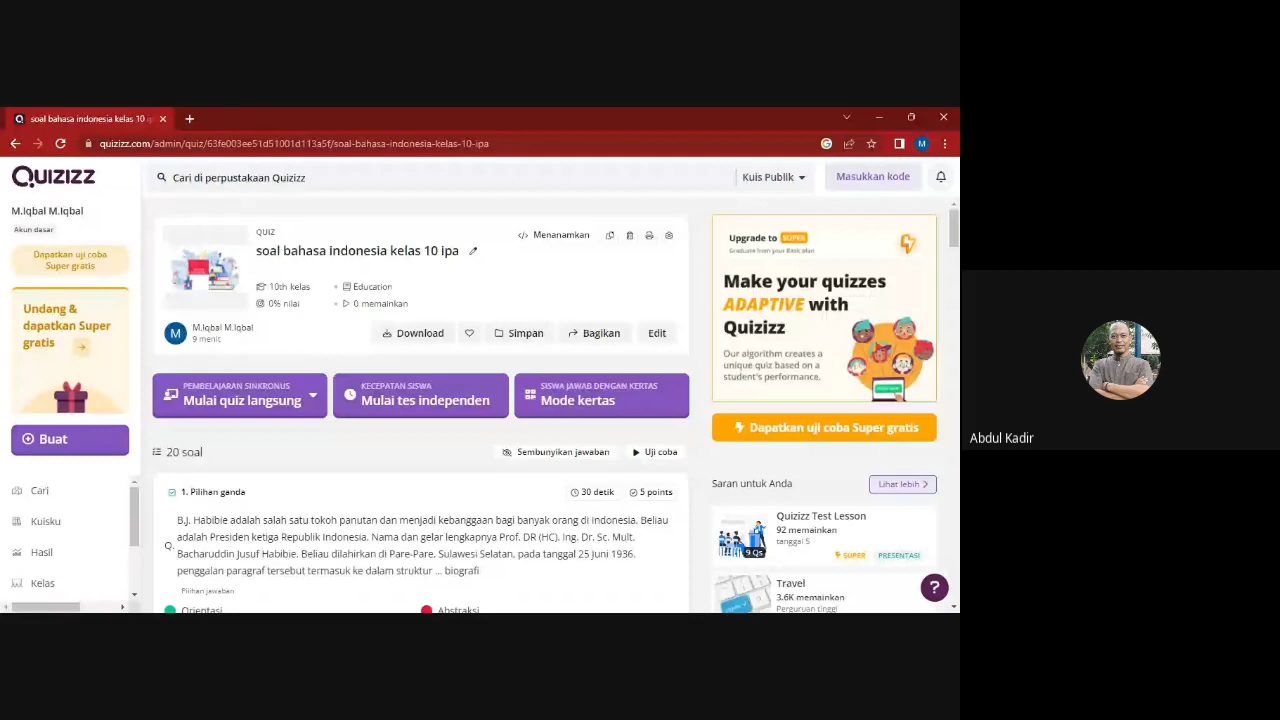 soal bahasa indonesia kelas 10 ip
quizizz.com/admin/quiz/63fe003ee51d51001d113a5f/soal-bahasa-indonesia-kelas-10-ipa
M
QUIZIZZ
Cari di perpustakaan Quizizz
Kuis Publik
Masukkan kode
M.Iqbal M.Iqbal
Akun dasar
Dapatkan uji coba
Super gratis
Undang &
dapatkan Super
gratis
Buat
Cari
Kuisku
Hasil
Kelas
QUIZ
Menanamkan
soal bahasa indonesia kelas 10 ipa
10th kelas
Education
0% nilai
0 memainkan
M
M.Iqbal M.Iqbal
9 menit
Download
Simpan
Bagikan
Edit
PEMBELAJARAN SINKRONUS
Mulai quiz langsung
KECEPATAN SISWA
Mulai tes independen
SISWA JAWAB DENGAN KERTAS
Mode kertas
20 soal
Sembunyikan jawaban
Uji coba
1. Pilihan ganda
30 detik
5 points
Q.
B.J. Habibie adalah salah satu tokoh panutan dan menjadi kebanggaan bagi banyak orang di Indonesia. Beliau
adalah Presiden ketiga Republik Indonesia. Nama dan gelar lengkapnya Prof. DR (HC). Ing. Dr. Sc. Mult.
Bacharuddin Jusuf Habibie. Beliau dilahirkan di Pare-Pare. Sulawesi Selatan, pada tanggal 25 Juni 1936.
penggalan paragraf tersebut termasuk ke dalam struktur ... biografi
Pilihan jawaban
Orientasi
Abstraksi
Upgrade to SUPER
Graduate from your Basic plan
Make your quizzes
ADAPTIVE with
Quizizz
Our algorithm creates a
unique quiz based on a
student's performance.
Dapatkan uji coba Super gratis
Saran untuk Anda
Lihat lebih
Quizizz Test Lesson
92 memainkan
tanggal 5
9 Qs
SUPER
PRESENTASI
Travel
3.6K memainkan
Perguruan tinggi
?
Abdul Kadir